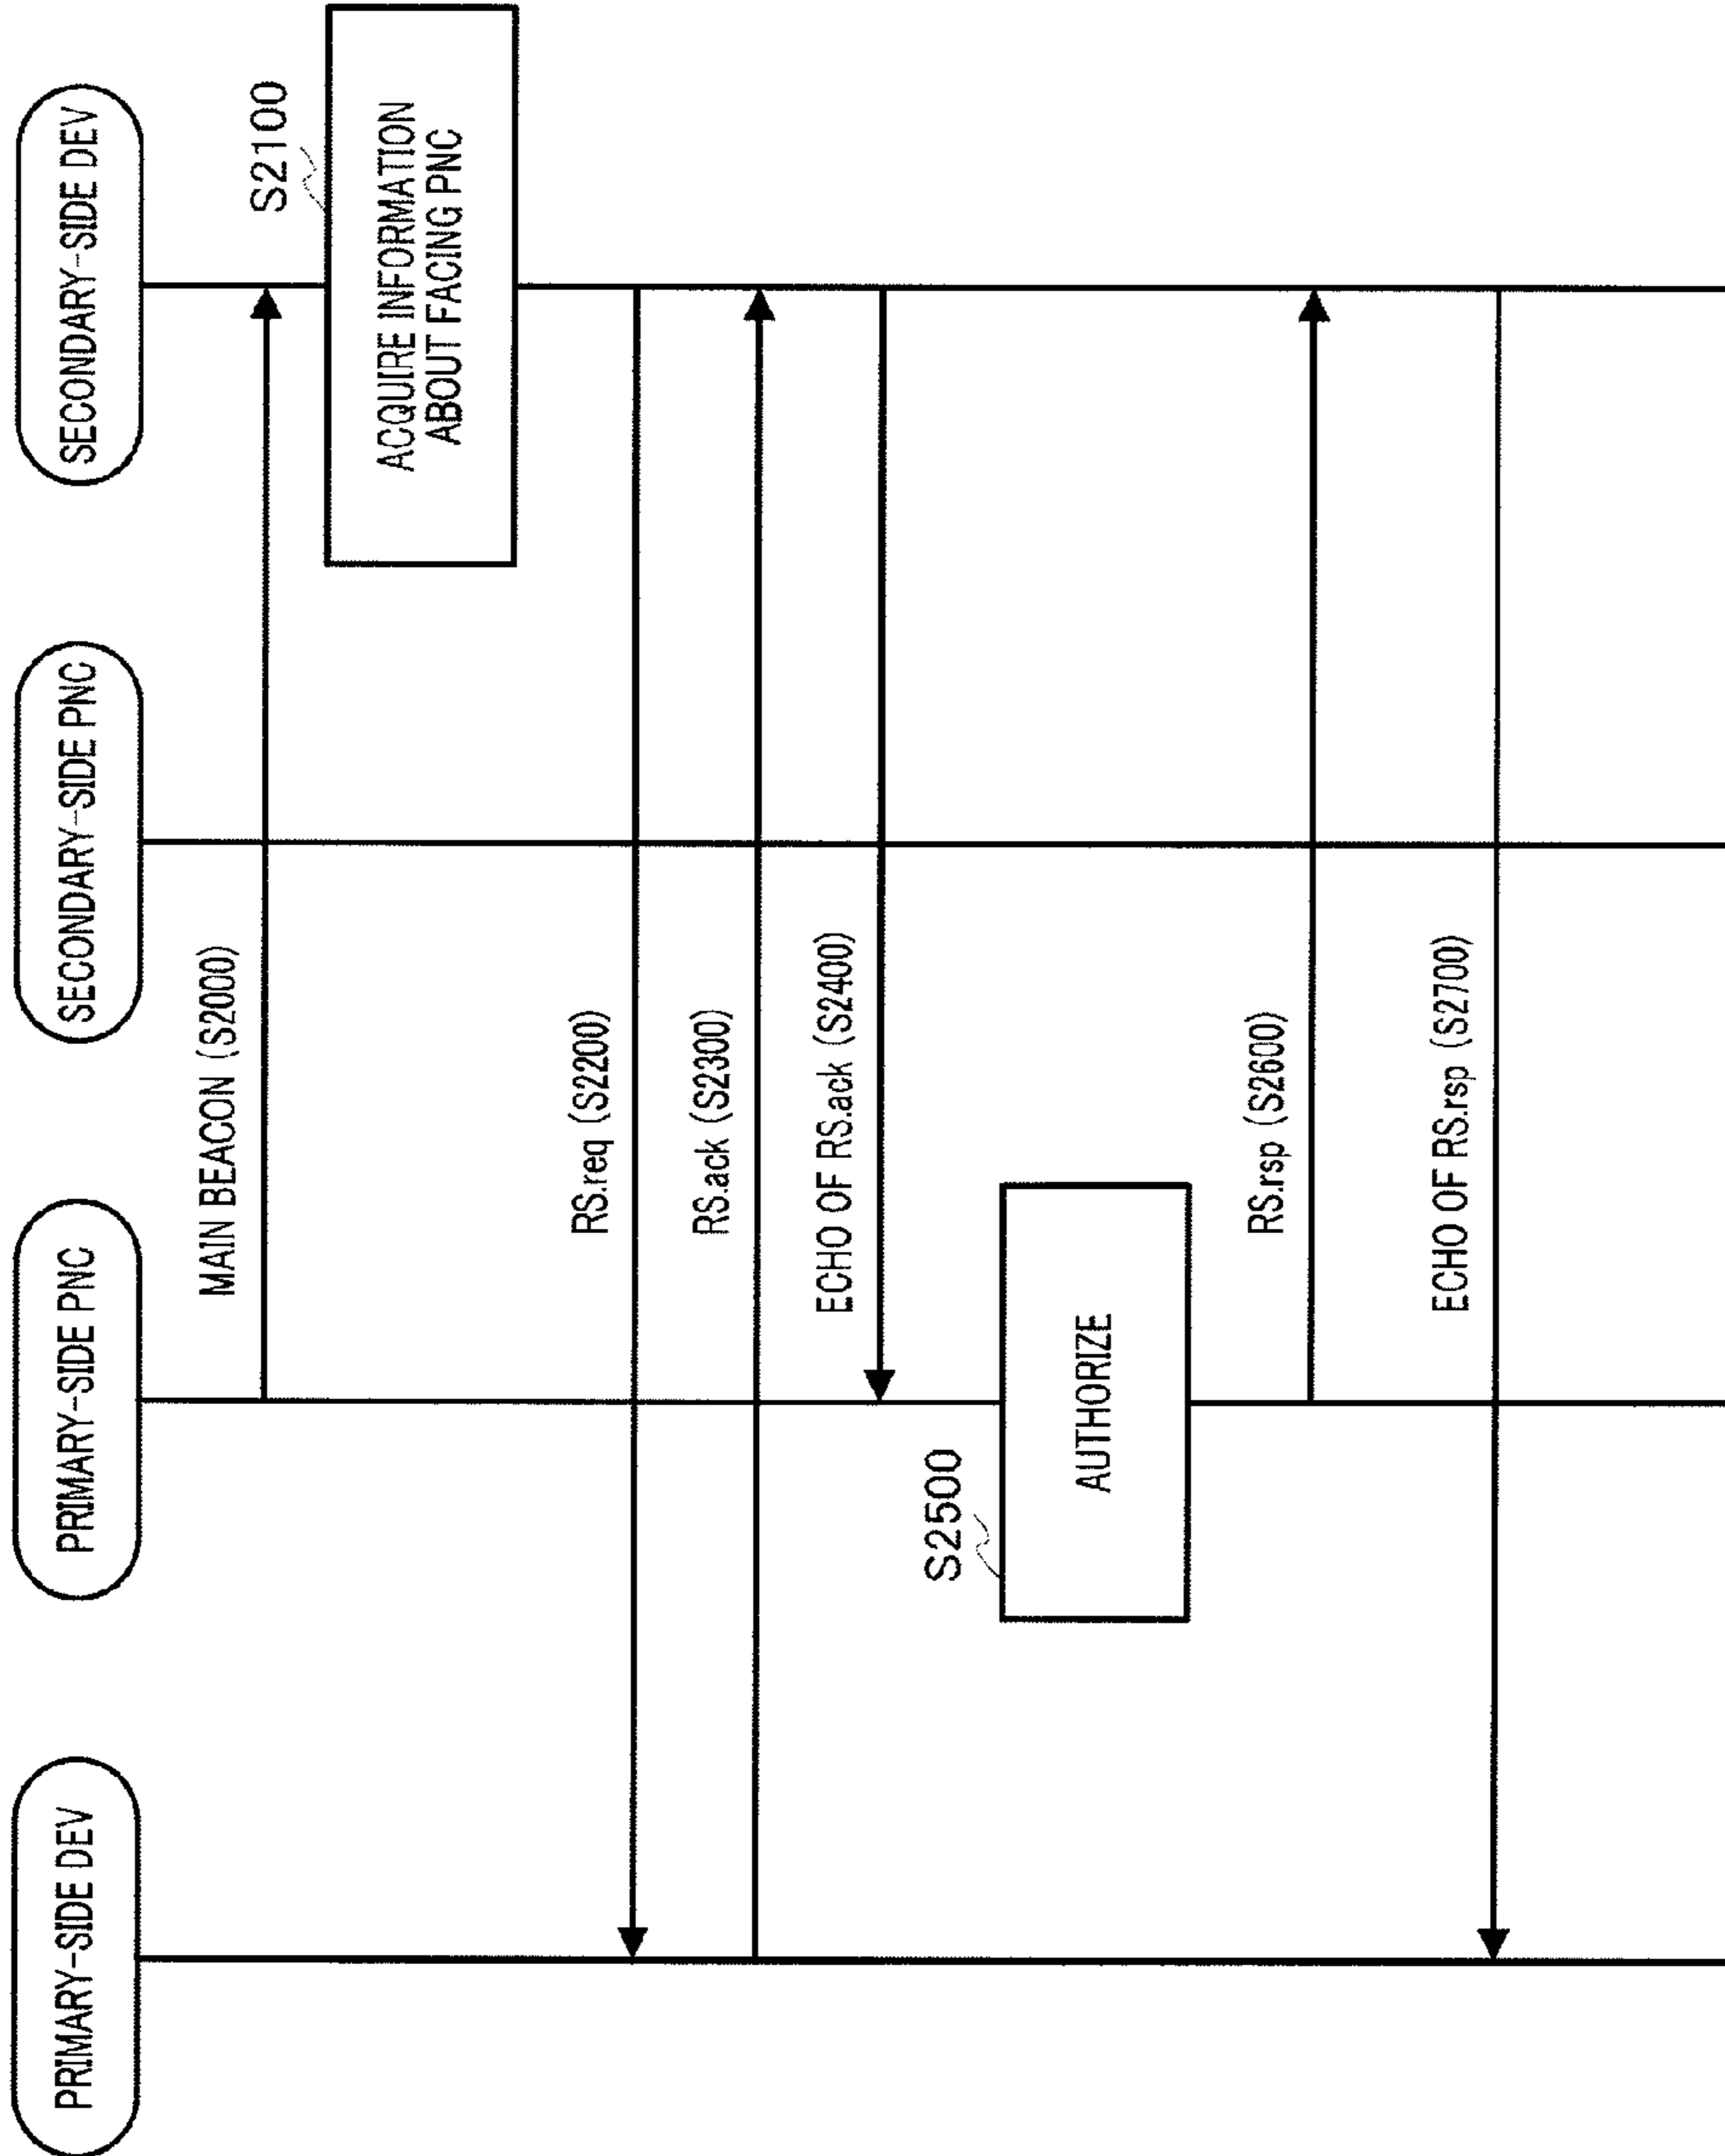 PRIMARY-SIDE DEV
PRIMARY-SIDE PNC
SECONDARY-SIDE PNC
SECONDARY-SIDE DEV
MAIN BEACON (S2000)
S2100
ACQUIRE INFORMATION
ABOUT FACING PNC
RS.req (S2200)
RS.ack (S2300)
ECHO OF RS.ack (S2400)
S2500
AUTHORIZE
RS.rsp (S2600)
ECHO OF RS.rsp (S2700)